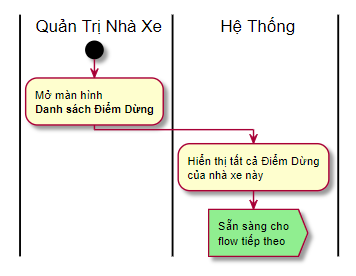 Quản Trị Nhà Xe
Hệ Thống
Mở màn hình
Danh sách Điểm Dừng
Hiển thị tất cả Điểm Dừng
của nhà xe này
Sẵn sàng cho
flow tiếp theo